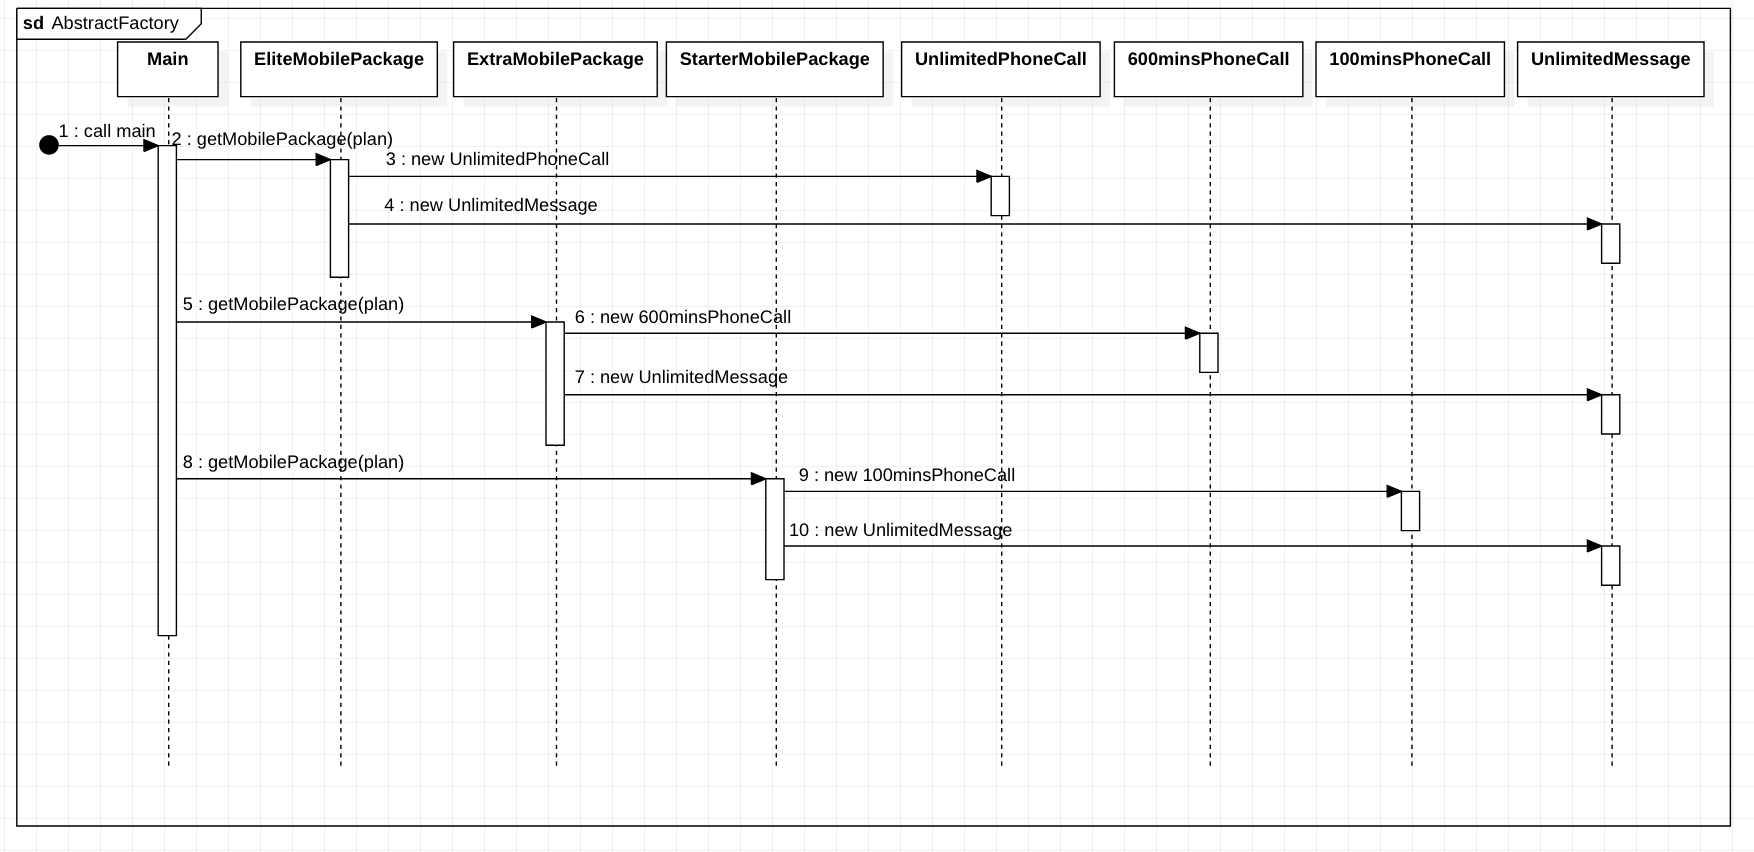 sd AbstractFactory
Main
EliteMobilePackage
ExtraMobilePackage
StarterMobilePackage
UnlimitedPhoneCall
600minsPhoneCall
100minsPhoneCall
UnlimitedMessage
1 : call main
2 : getMobilePackage(plan)
3 : new UnlimitedPhoneCall
4 : new UnlimitedMessage
5 : getMobilePackage(plan)
6 : new 600minsPhoneCall
7 : new UnlimitedMessage
8 : getMobilePackage(plan)
9 : new 100minsPhoneCall
10 : new UnlimitedMessage